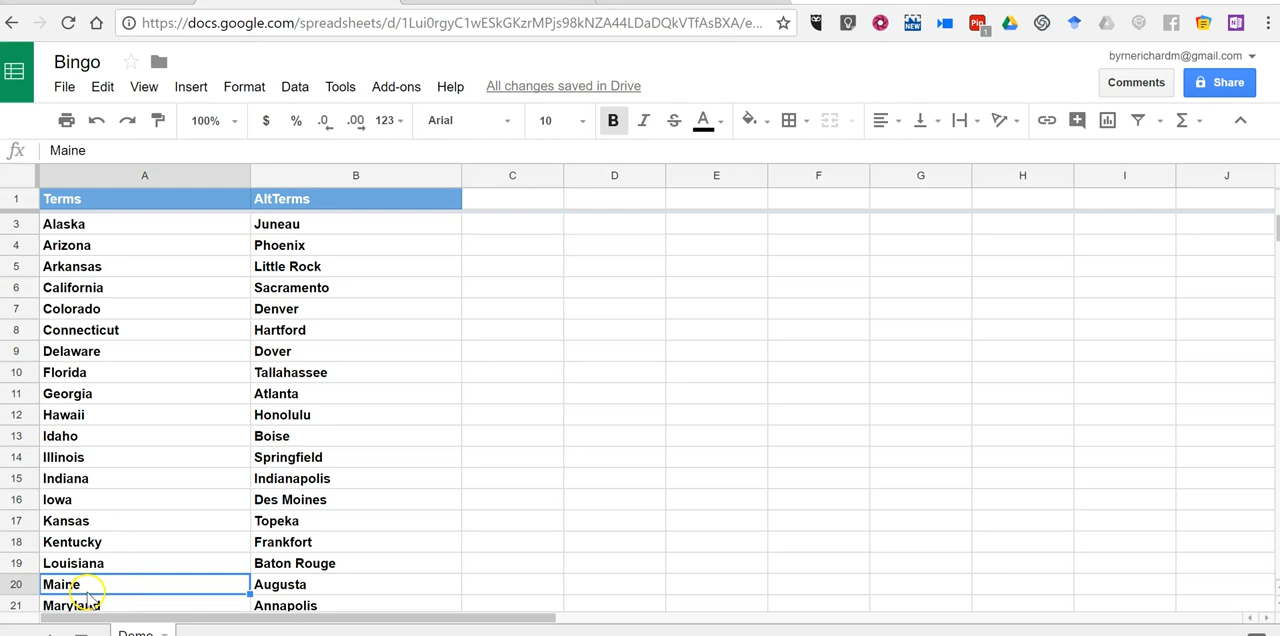 https://docs.google.com/spreadsheets/d/1Lui0rgyC1wESkGKzrMPjs98kNZA44LDaDQkVTfAsBXA/e...
NEW
1
Bingo
byrnerichardm@gmail.com
File Edit View Insert Format Data Tools Add-ons Help All changes saved in Drive
Comments Share
100% $ % .0 .00 123 Arial 10 B I S A Σ
fx Maine
A B C D E F G H I J
1 Terms AltTerms
3 Alaska Juneau
4 Arizona Phoenix
5 Arkansas Little Rock
6 California Sacramento
7 Colorado Denver
8 Connecticut Hartford
9 Delaware Dover
10 Florida Tallahassee
11 Georgia Atlanta
12 Hawaii Honolulu
13 Idaho Boise
14 Illinois Springfield
15 Indiana Indianapolis
16 Iowa Des Moines
17 Kansas Topeka
18 Kentucky Frankfort
19 Louisiana Baton Rouge
20 Maine Augusta
21 Maryland Annapolis
Demo